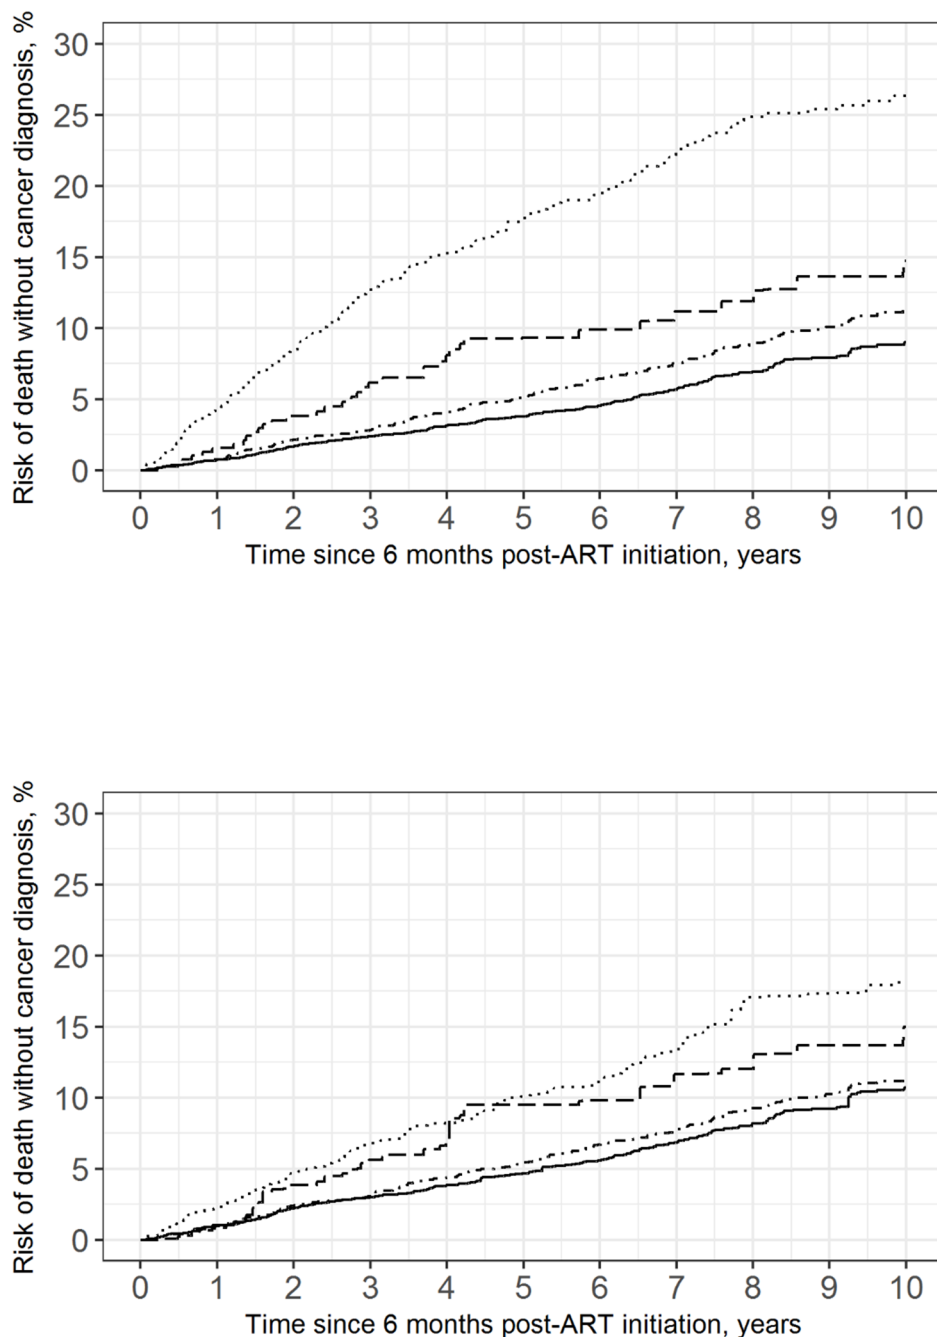 Risk of death without cancer diagnosis, %
30
25
20
15
10
5
0
0 1 2 3 4 5 6 7 8 9 10
Time since 6 months post-ART initiation, years
Risk of death without cancer diagnosis, %
30
25
20
15
10
5
0
0 1 2 3 4 5 6 7 8 9 10
Time since 6 months post-ART initiation, years